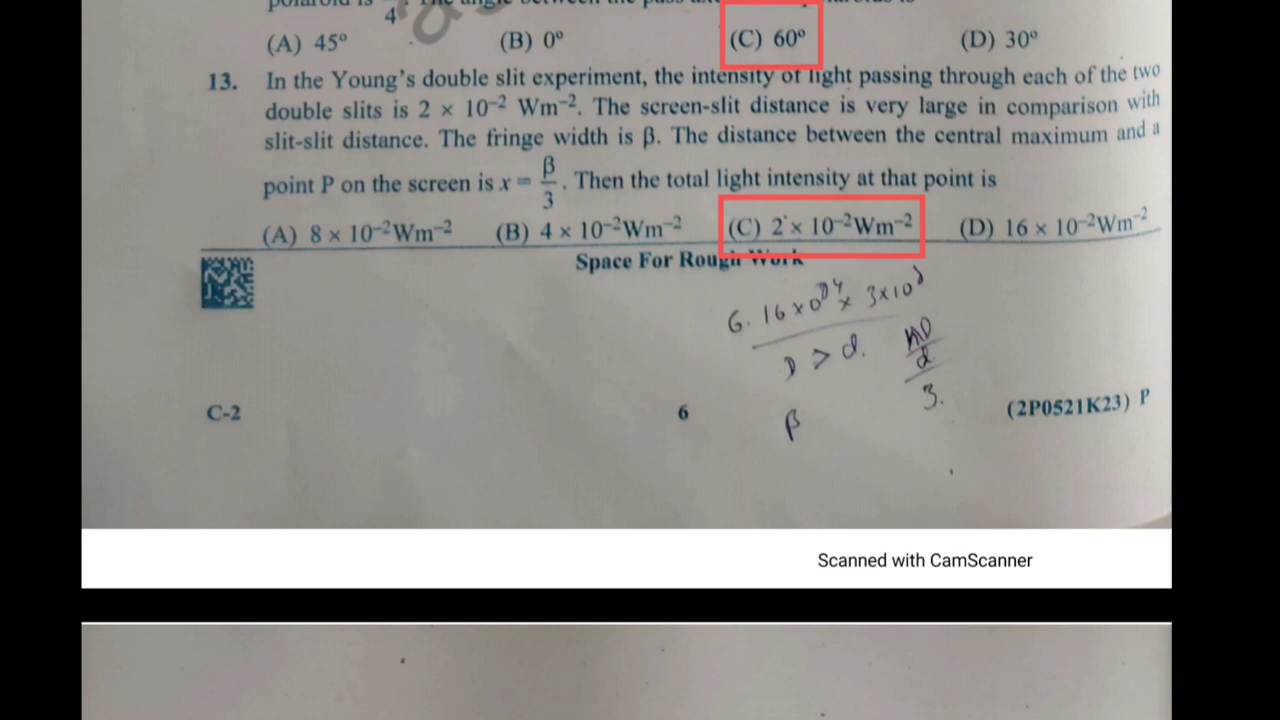 (A) 45°    (B) 0°    (C) 60°    (D) 30°
13. In the Young's double slit experiment, the intensity of light passing through each of the two
double slits is 2 × 10⁻² Wm⁻². The screen-slit distance is very large in comparison with
slit-slit distance. The fringe width is β. The distance between the central maximum and a
point P on the screen is x = β/3. Then the total light intensity at that point is
(A) 8 × 10⁻²Wm⁻²    (B) 4 × 10⁻²Wm⁻²    (C) 2 × 10⁻²Wm⁻²    (D) 16 × 10⁻²Wm⁻²
Space For Rough Work
D > d.
3.
β
C-2    6    (2P0521K23) P
Scanned with CamScanner